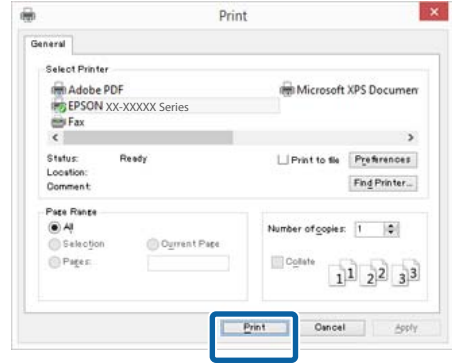 Print
General
Select Printer
Adobe PDF Microsoft XPS Documen
EPSON XX-XXXXX Series
Fax
Status: Ready Print to file Preferences
Location:
Comment: Find Printer...
Page Range
All Number of copies: 1
Selection Current Page
Pages: Collate
1 1 2 2 3 3
Print Cancel Apply